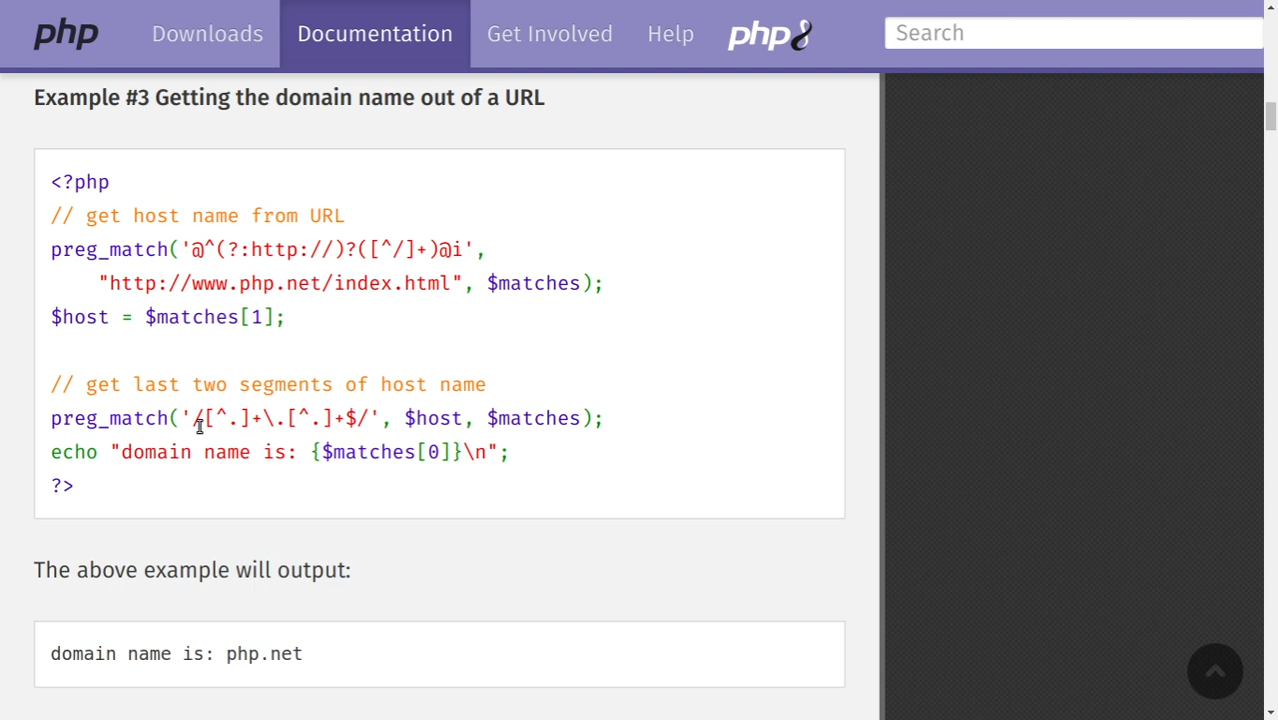 php Downloads Documentation Get Involved Help php8 Search
Example #3 Getting the domain name out of a URL
<?php
// get host name from URL
preg_match('@^(?:http://)?([^/]+)@i',
    "http://www.php.net/index.html", $matches);
$host = $matches[1];
// get last two segments of host name
preg_match('/[^.]+\.[^.]+$/', $host, $matches);
echo "domain name is: {$matches[0]}\n";
?>
The above example will output:
domain name is: php.net